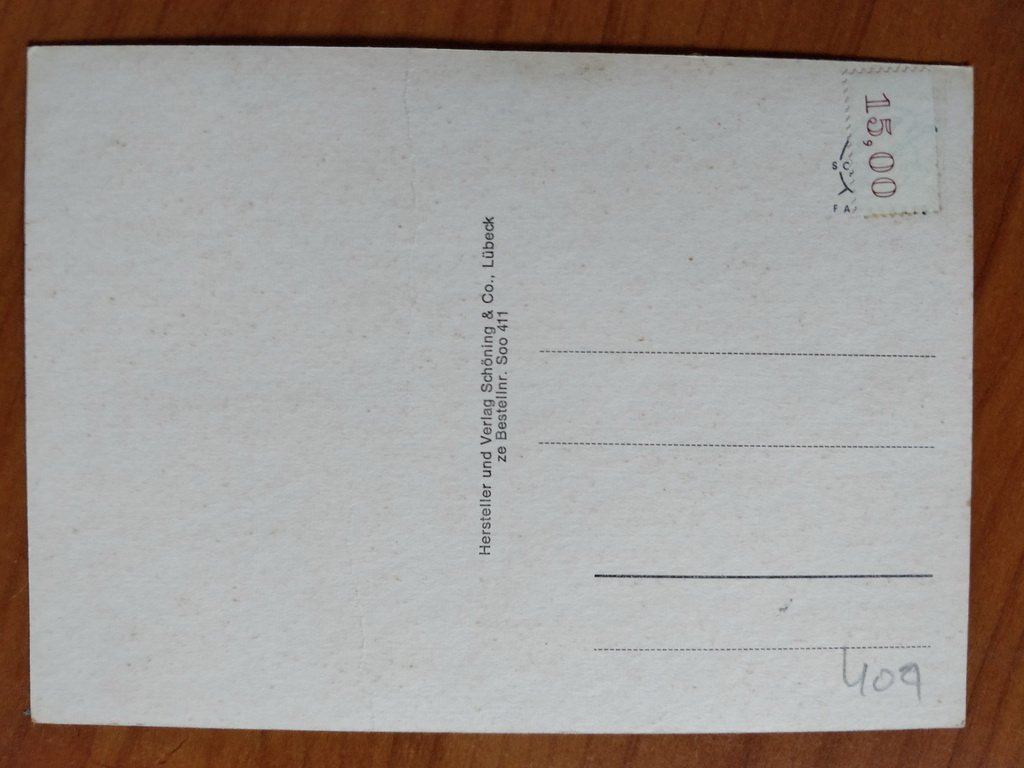 15,00
S
F A
Hersteller und Verlag Schöning & Co., Lübeck
ze Bestellnr. Soo 411
409